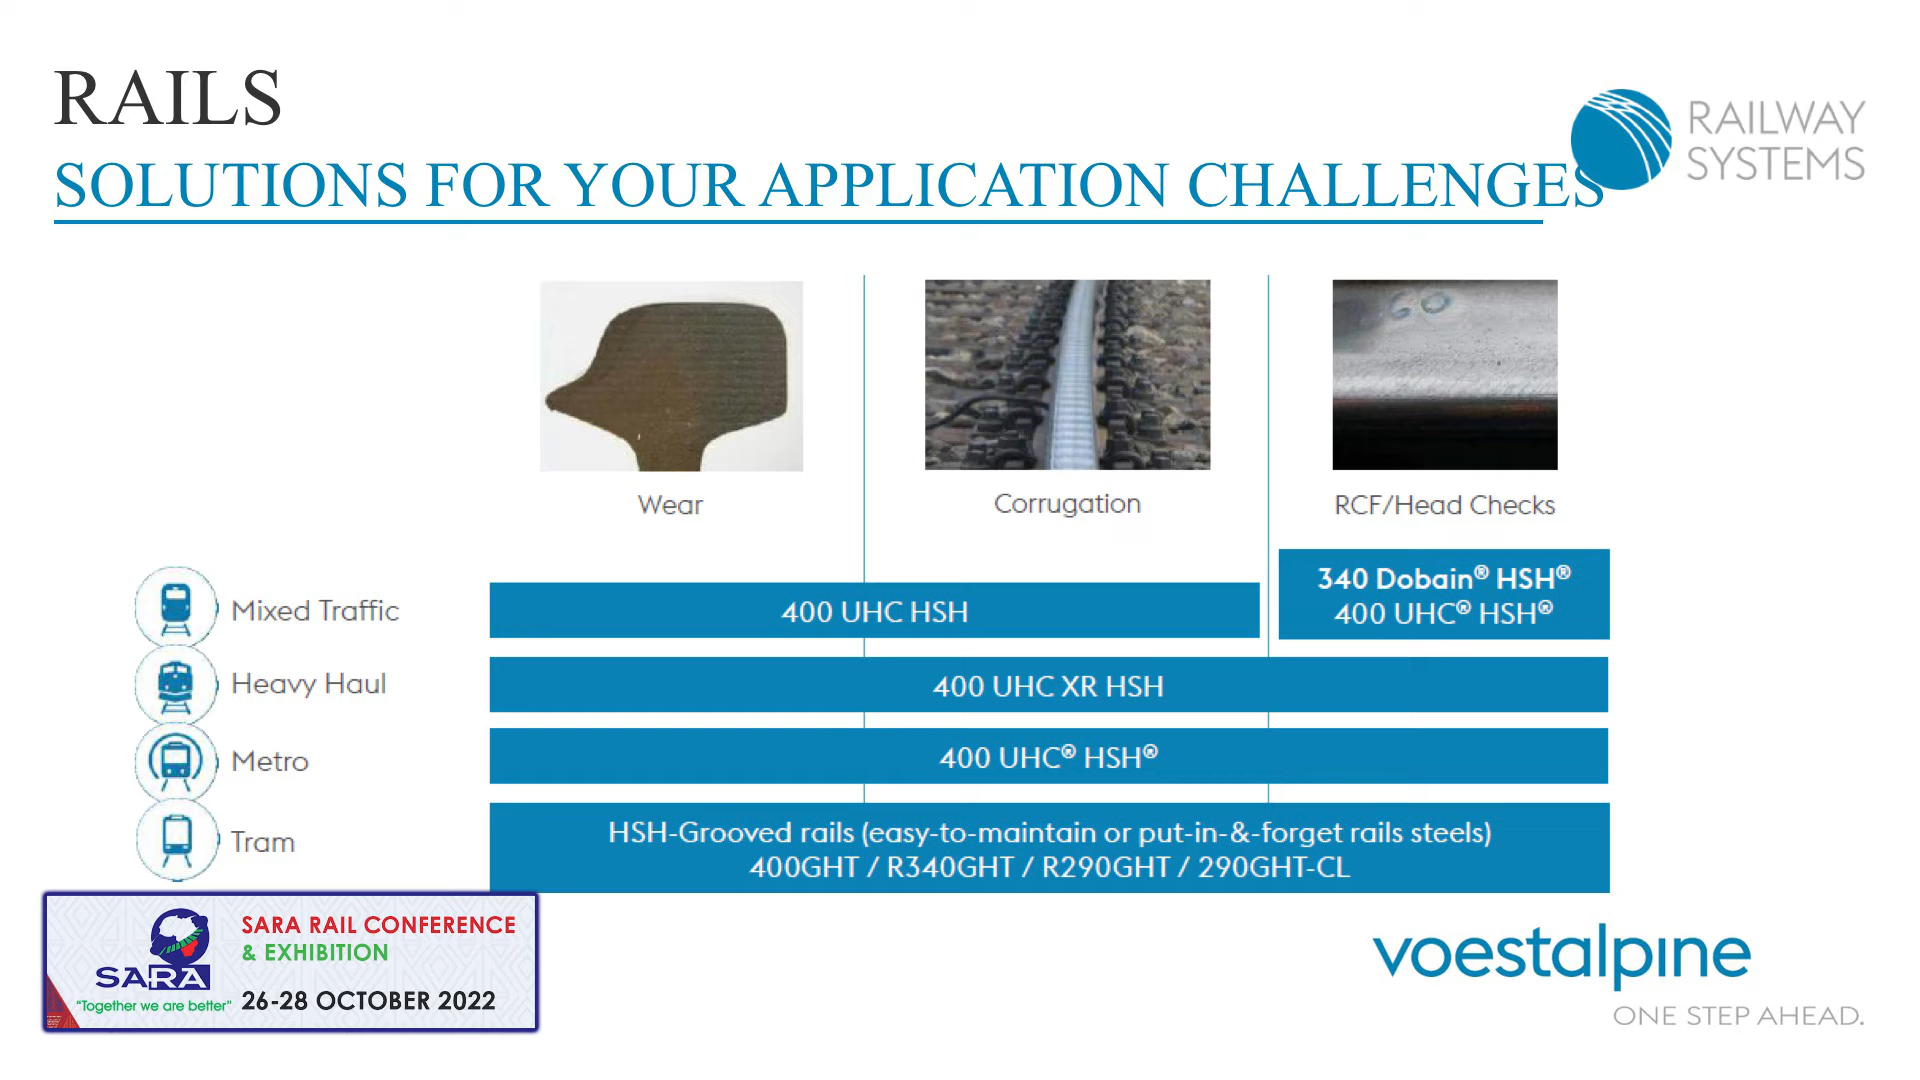 RAILS
SOLUTIONS FOR YOUR APPLICATION CHALLENGES
RAILWAY
SYSTEMS
Wear
Corrugation
RCF/Head Checks
Mixed Traffic
400 UHC HSH
340 Dobain® HSH®
400 UHC® HSH®
Heavy Haul
400 UHC XR HSH
Metro
400 UHC® HSH®
Tram
HSH-Grooved rails (easy-to-maintain or put-in-&-forget rails steels)
400GHT / R340GHT / R290GHT / 290GHT-CL
SARA
"Together we are better"
SARA RAIL CONFERENCE
& EXHIBITION
26-28 OCTOBER 2022
voestalpine
ONE STEP AHEAD.